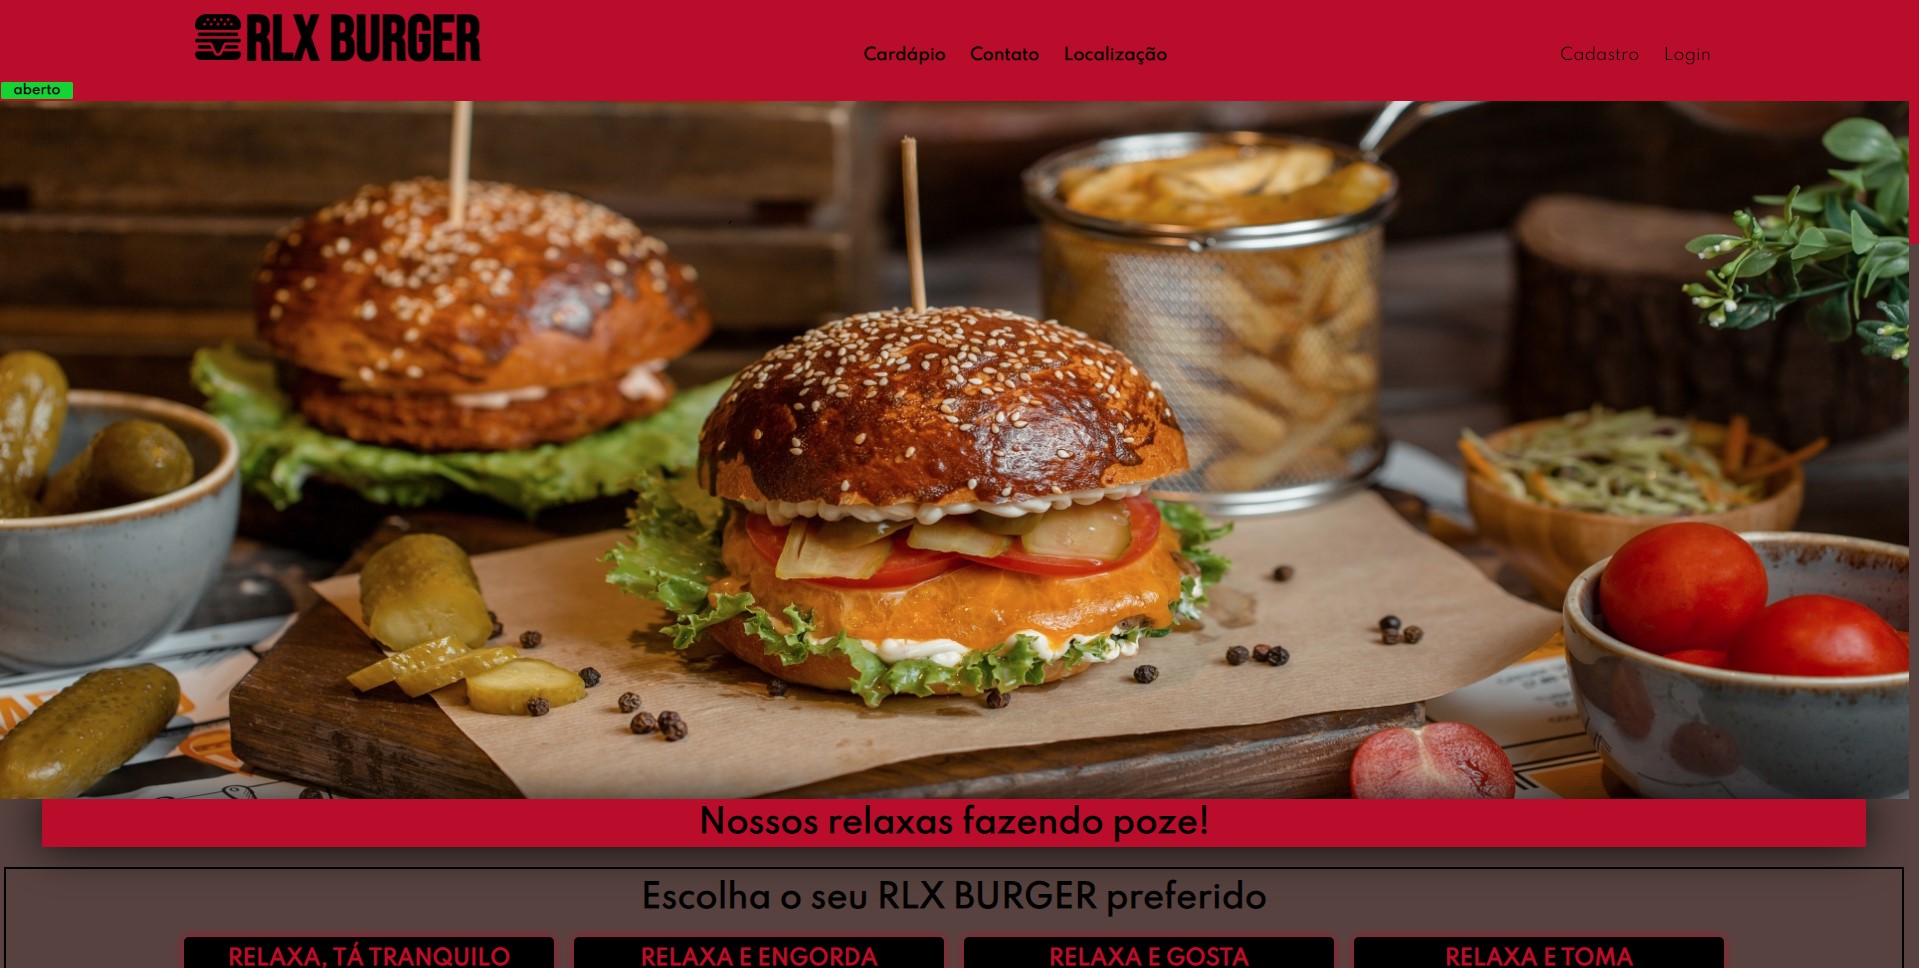 RLX BURGER
Cardápio Contato Localização
Cadastro Login
aberto
Nossos relaxas fazendo poze!
Escolha o seu RLX BURGER preferido
RELAXA, TÁ TRANQUILO
RELAXA E ENGORDA
RELAXA E GOSTA
RELAXA E TOMA